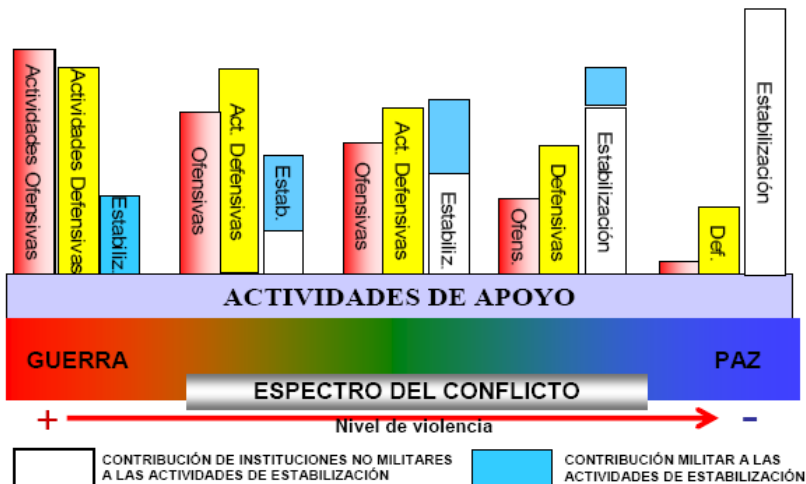 Actividades Ofensivas
Actividades Defensivas
Estabiliz.
Ofensivas
Act. Defensivas
Estab.
Ofensivas
Act. Defensivas
Estabiliz.
Ofens.
Defensivas
Estabilización
Def.
Estabilización
ACTIVIDADES DE APOYO
GUERRA
PAZ
ESPECTRO DEL CONFLICTO
+
Nivel de violencia
-
CONTRIBUCIÓN DE INSTITUCIONES NO MILITARES
A LAS ACTIVIDADES DE ESTABILIZACIÓN
CONTRIBUCIÓN MILITAR A LAS
ACTIVIDADES DE ESTABILIZACIÓN